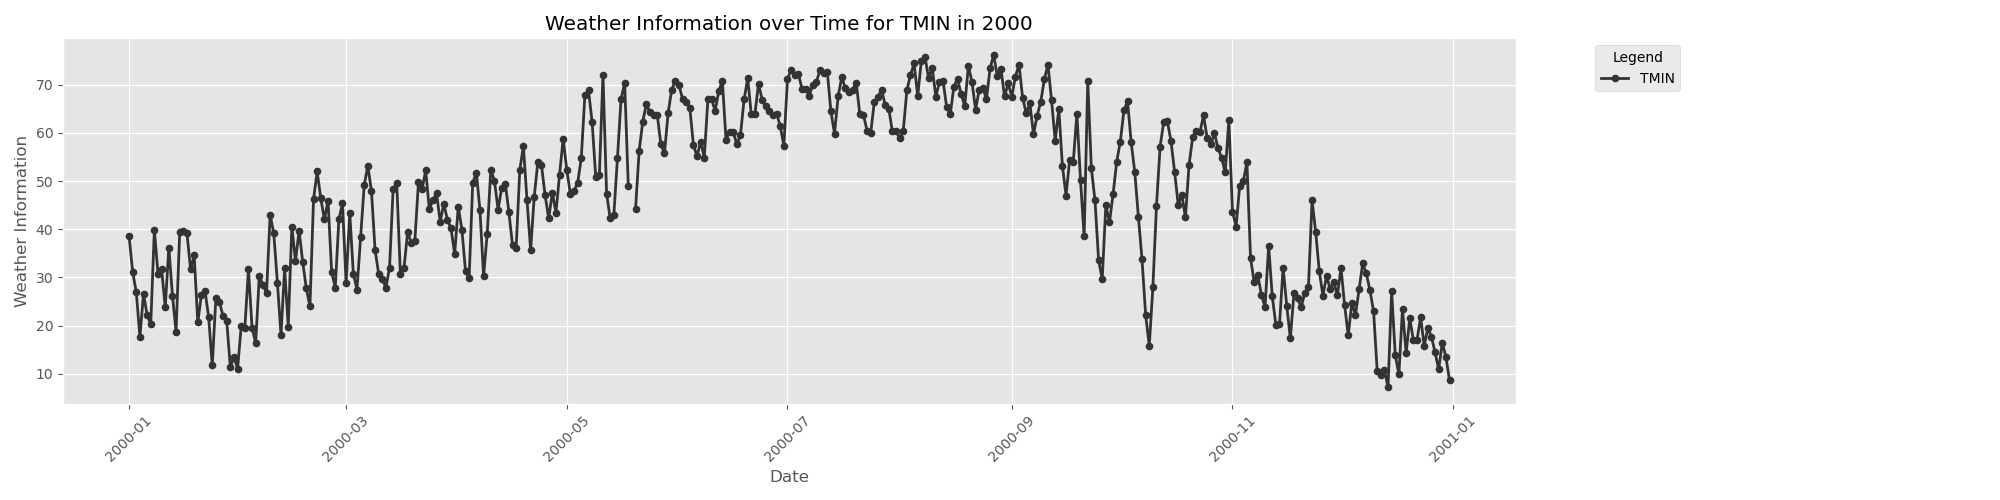 Weather Information over Time for TMIN in 2000
Weather Information
70
60
50
40
30
20
10
2000-01
2000-03
2000-05
2000-07
2000-09
2000-11
2001-01
Date
Legend
TMIN